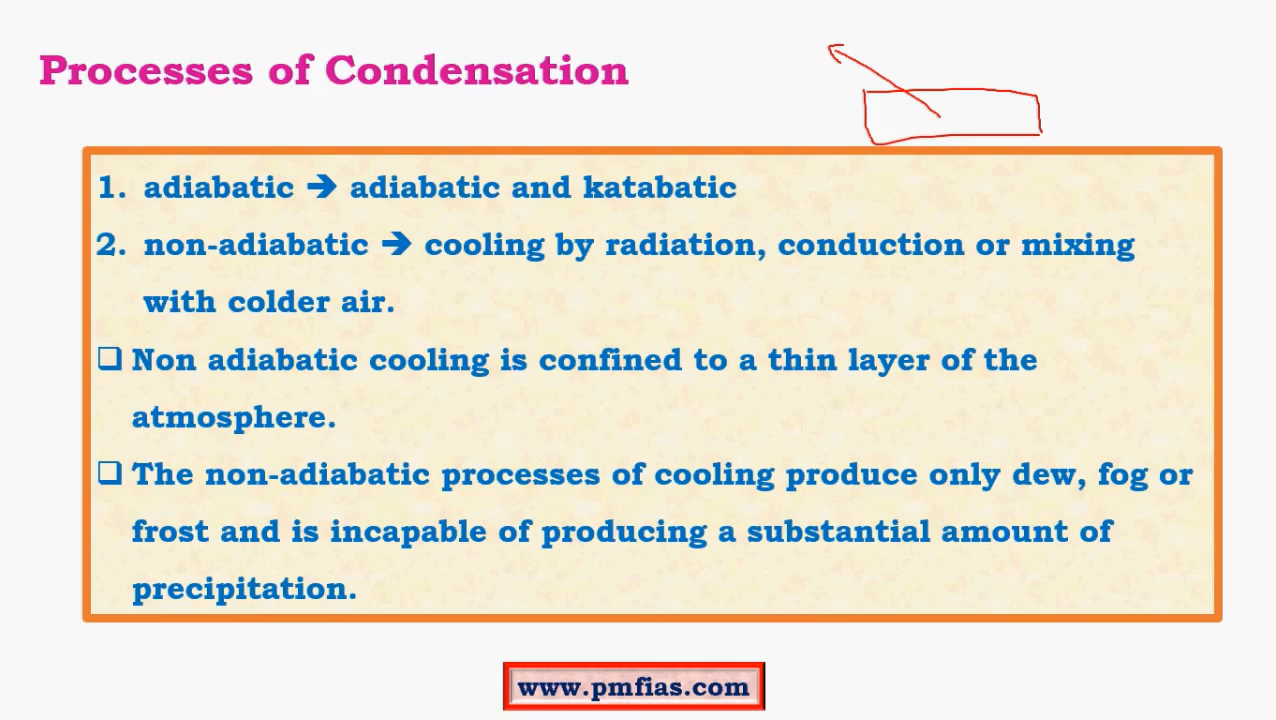 Processes of Condensation
1. adiabatic ➔ adiabatic and katabatic
2. non-adiabatic ➔ cooling by radiation, conduction or mixing
with colder air.
❑ Non adiabatic cooling is confined to a thin layer of the
atmosphere.
❑ The non-adiabatic processes of cooling produce only dew, fog or
frost and is incapable of producing a substantial amount of
precipitation.
www.pmfias.com